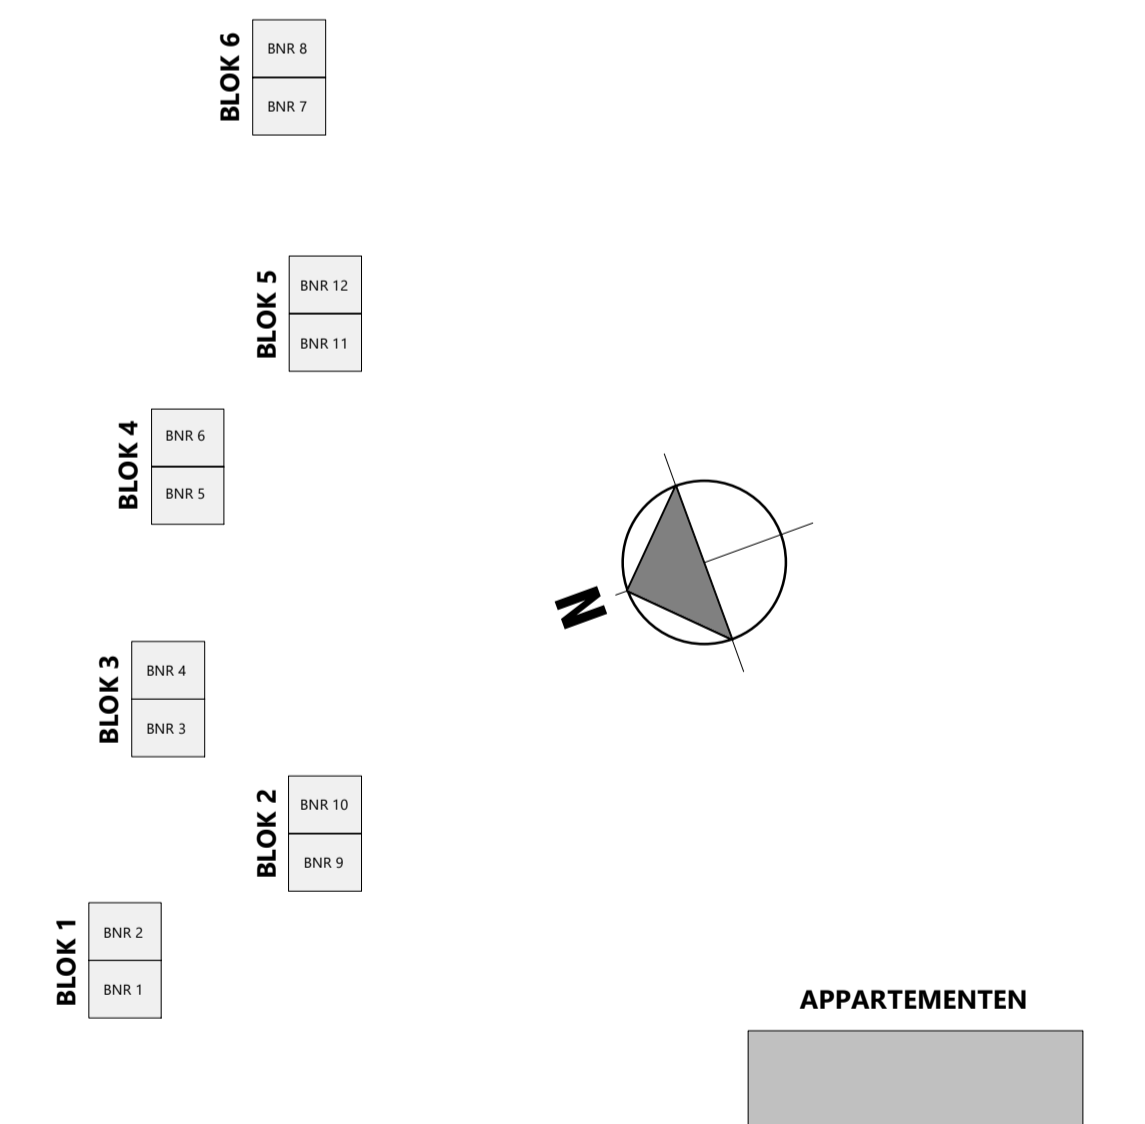 BLOK 6
BNR 8
BNR 7
BLOK 5
BNR 12
BNR 11
BLOK 4
BNR 6
BNR 5
N
BLOK 3
BNR 4
BNR 3
BLOK 2
BNR 10
BNR 9
BLOK 1
BNR 2
BNR 1
APPARTEMENTEN